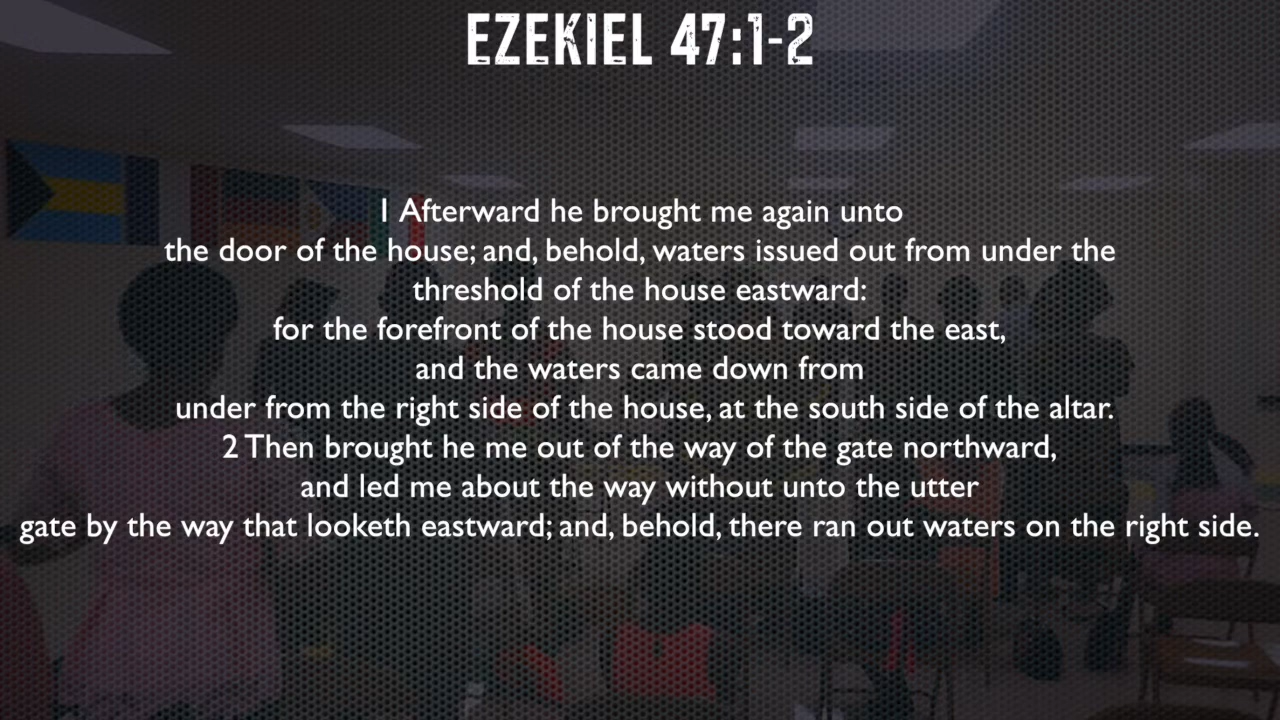 EZEKIEL 47:1-2
1 Afterward he brought me again unto
the door of the house; and, behold, waters issued out from under the
threshold of the house eastward:
for the forefront of the house stood toward the east,
and the waters came down from
under from the right side of the house, at the south side of the altar.
2 Then brought he me out of the way of the gate northward,
and led me about the way without unto the utter
gate by the way that looketh eastward; and, behold, there ran out waters on the right side.